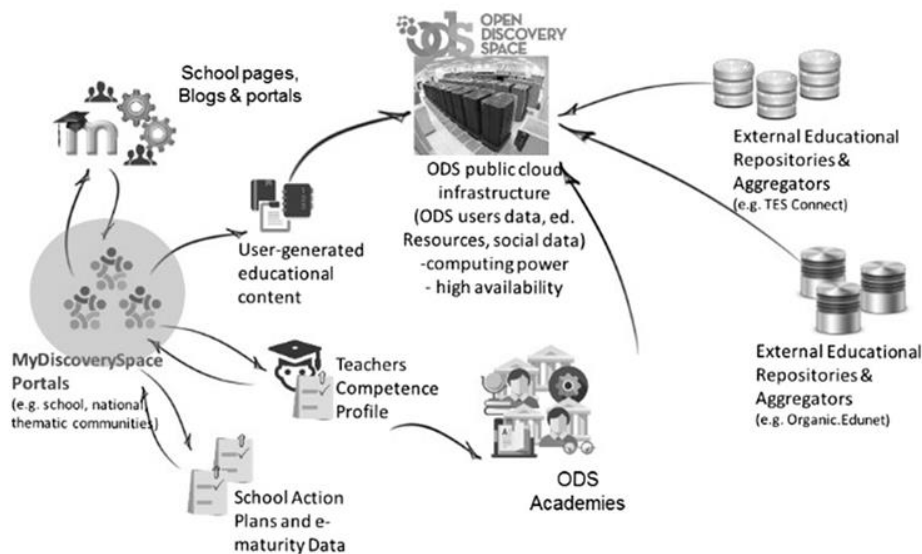 ods OPEN
DISCOVERY
SPACE
School pages,
Blogs & portals
m
ODS public cloud
infrastructure
(ODS users data, ed.
Resources, social data)
-computing power
- high availability
External Educational
Repositories &
Aggregators
(e.g. TES Connect)
User-generated
educational
content
MyDiscoverySpace
Portals
(e.g. school, national,
thematic communities)
Teachers
Competence
Profile
External Educational
Repositories &
Aggregators
(e.g. Organic.Edunet)
ODS
Academies
School Action
Plans and e-
maturity Data